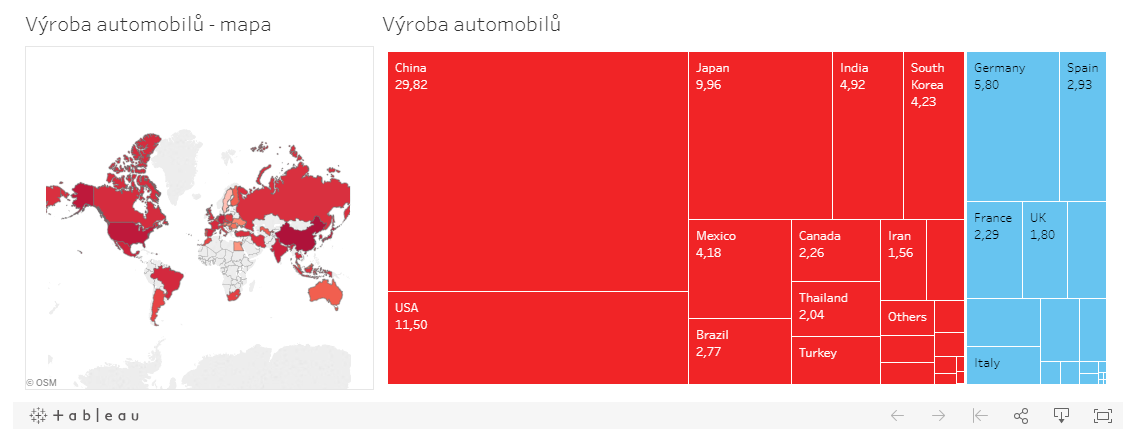 Výroba automobilů - mapa
Výroba automobilů
© OSM
China
29,82
USA
11,50
Japan
9,96
India
4,92
South
Korea
4,23
Mexico
4,18
Brazil
2,77
Canada
2,26
Thailand
2,04
Turkey
Iran
1,56
Others
Germany
5,80
Spain
2,93
France
2,29
UK
1,80
Italy
+ a b l e a u